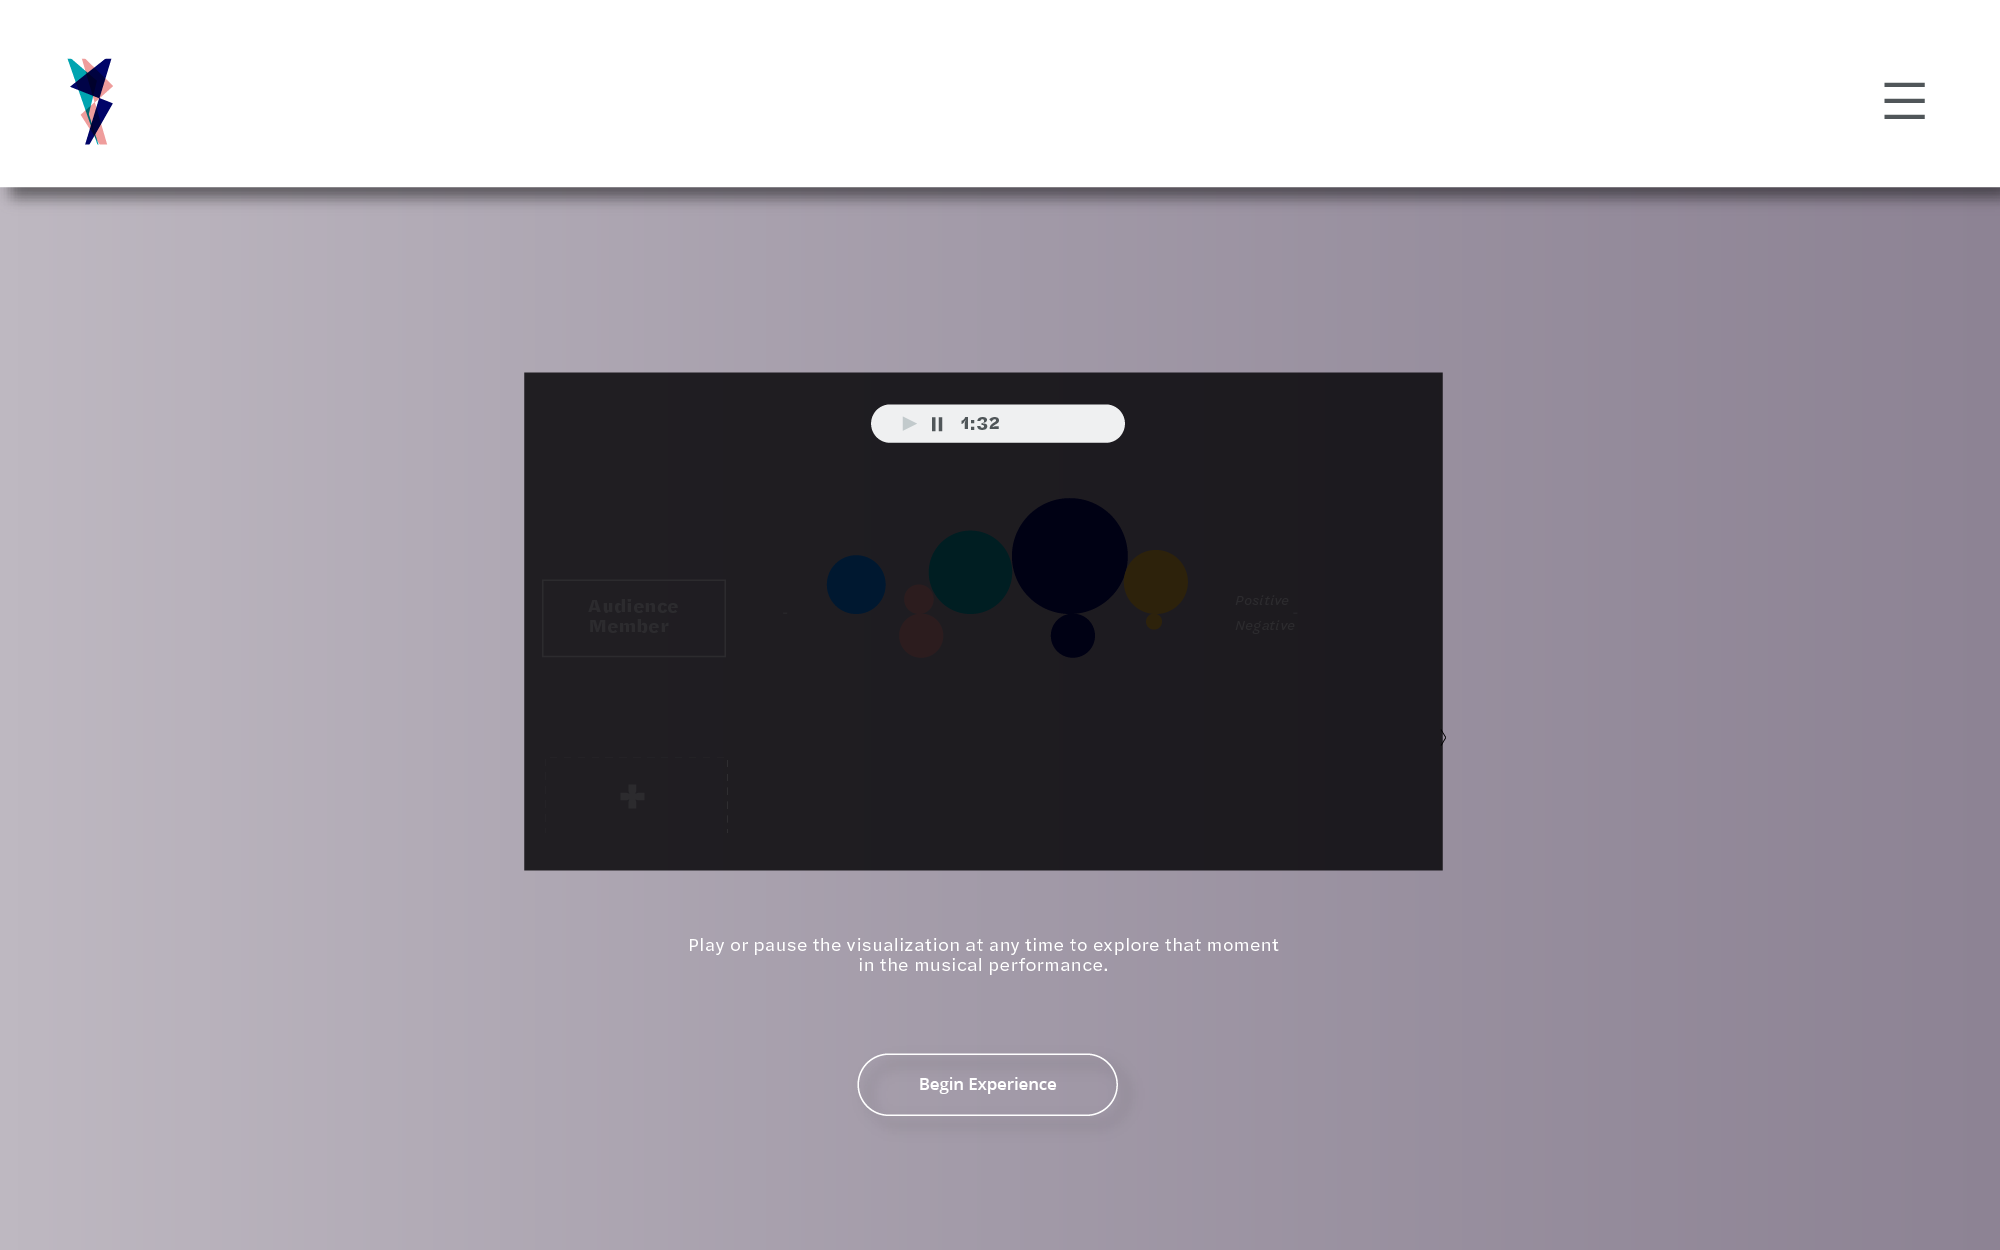 1:32
Audience
Member
Positive
Negative
Play or pause the visualization at any time to explore that moment
in the musical performance.
Begin Experience